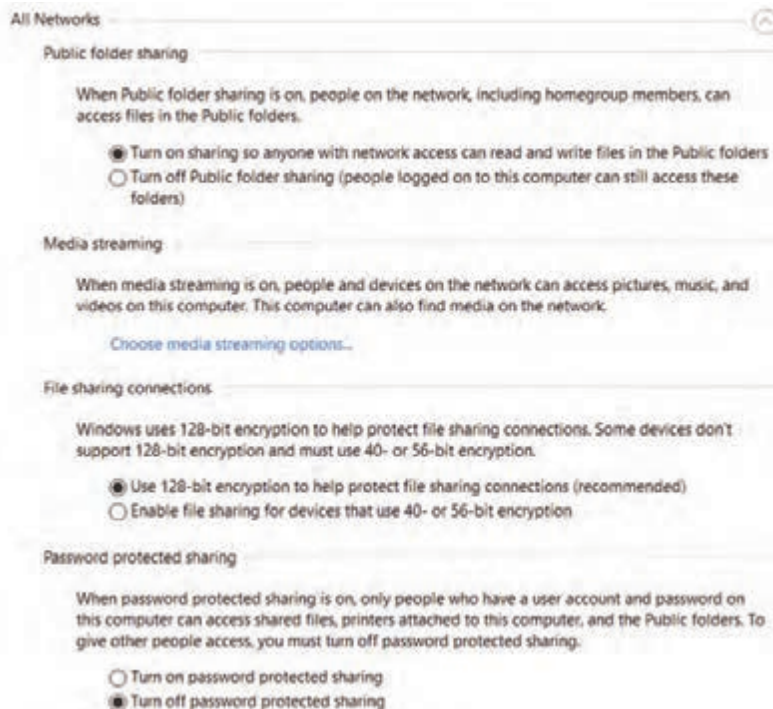 All Networks
Public folder sharing
When Public folder sharing is on, people on the network, including homegroup members, can
access files in the Public folders.
Turn on sharing so anyone with network access can read and write files in the Public folders
Turn off Public folder sharing (people logged on to this computer can still access these
folders)
Media streaming
When media streaming is on, people and devices on the network can access pictures, music, and
videos on this computer. This computer can also find media on the network.
Choose media streaming options...
File sharing connections
Windows uses 128-bit encryption to help protect file sharing connections. Some devices don't
support 128-bit encryption and must use 40- or 56-bit encryption.
Use 128-bit encryption to help protect file sharing connections (recommended)
Enable file sharing for devices that use 40- or 56-bit encryption
Password protected sharing
When password protected sharing is on, only people who have a user account and password on
this computer can access shared files, printers attached to this computer, and the Public folders. To
give other people access, you must turn off password protected sharing.
Turn on password protected sharing
Turn off password protected sharing